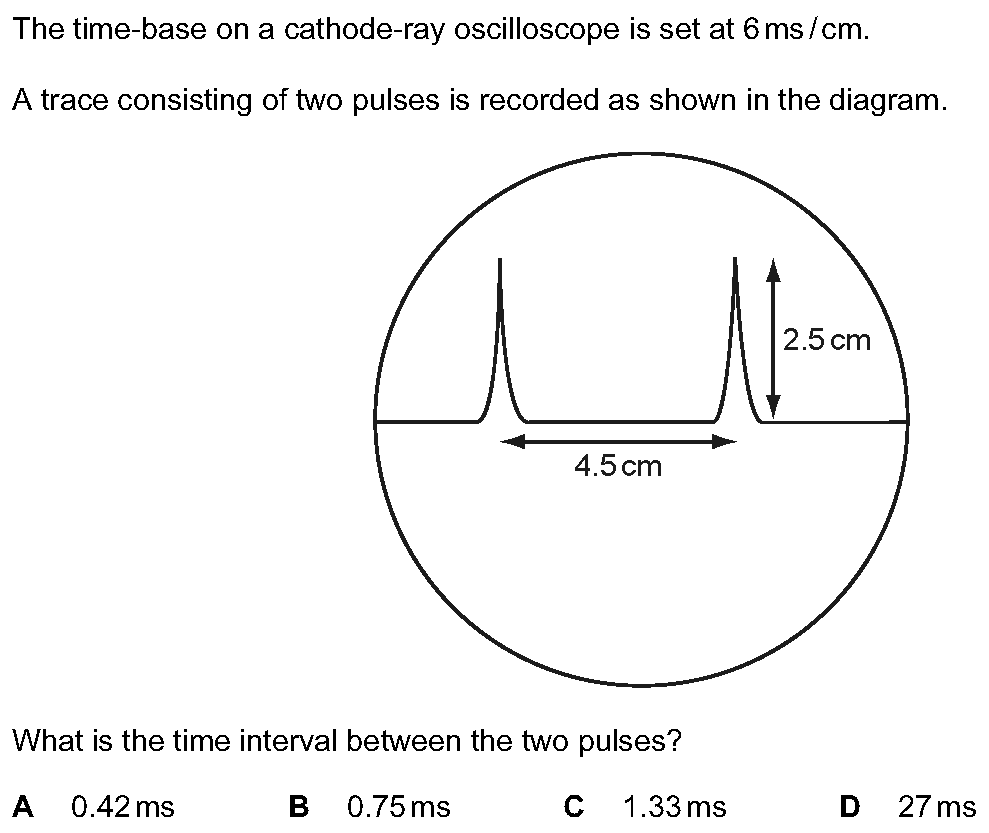 The time-base on a cathode-ray oscilloscope is set at 6 ms / cm.
A trace consisting of two pulses is recorded as shown in the diagram.
2.5 cm
4.5 cm
What is the time interval between the two pulses?
A 0.42 ms B 0.75 ms C 1.33 ms D 27 ms